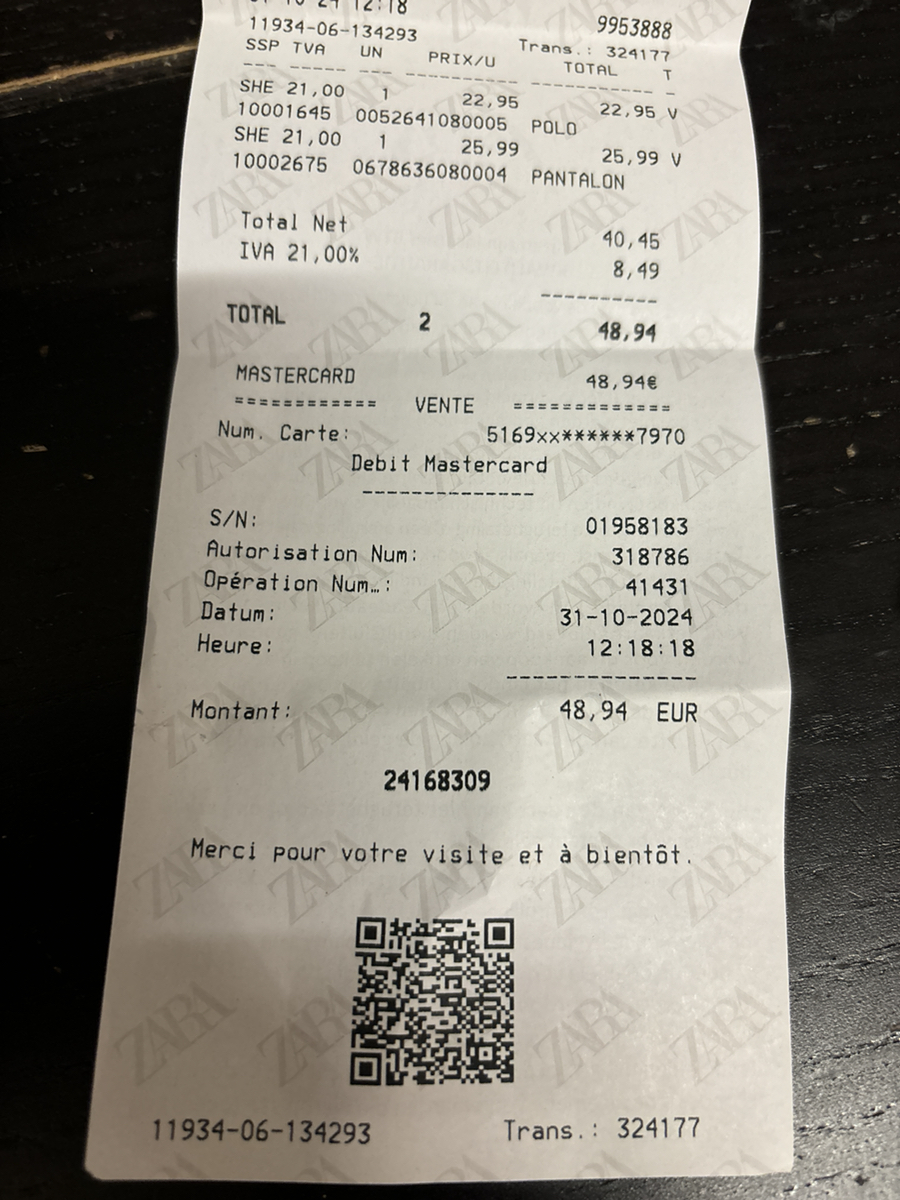 12:18 9953888
11934-06-134293 Trans.: 324177
SSP TVA UN PRIX/U TOTAL T
SHE 21,00 1 22,95 22,95 V
10001645 0052641080005 POLO
SHE 21,00 1 25,99 25,99 V
10002675 0678636080004 PANTALON
Total Net 40,45
IVA 21,00% 8,49
TOTAL 2 48,94
MASTERCARD 48,94€
============ VENTE =============
Num. Carte: 5169xx******7970
Debit Mastercard
S/N: 01958183
Autorisation Num: 318786
Opération Num…: 41431
Datum: 31-10-2024
Heure: 12:18:18
Montant: 48,94 EUR
24168309
Merci pour votre visite et à bientôt.
11934-06-134293 Trans.: 324177